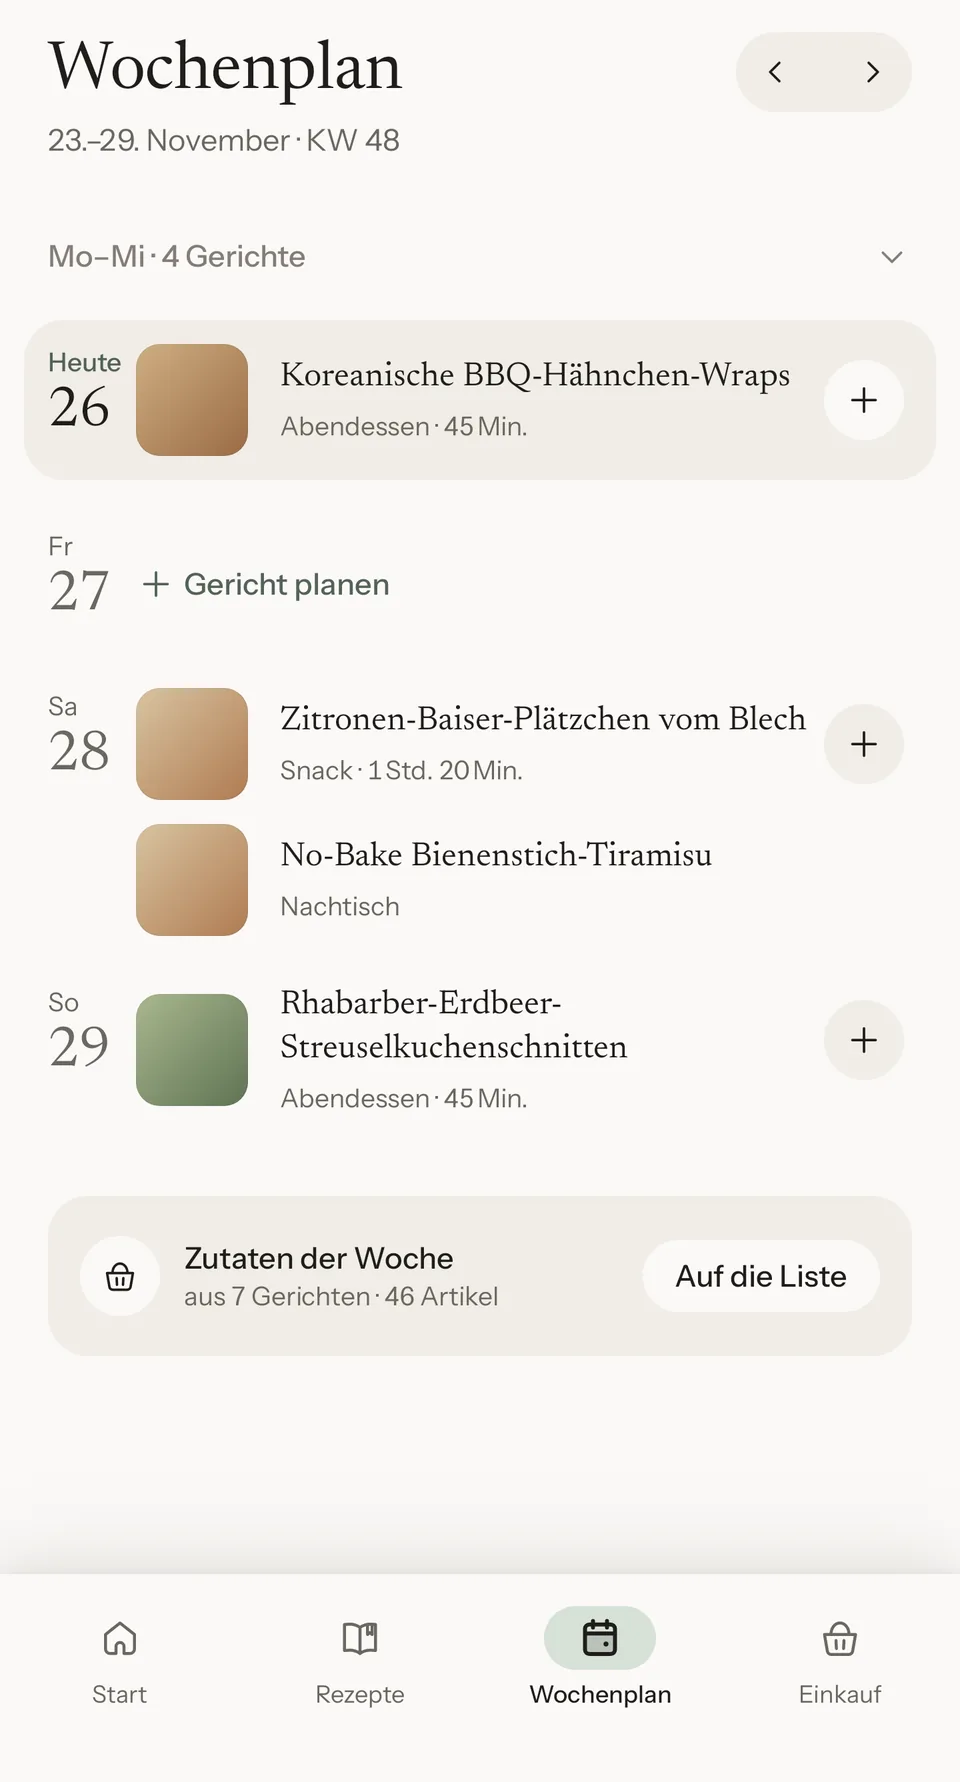 Wochenplan
23.–29. November · KW 48
Mo–Mi · 4 Gerichte
Heute
26
Koreanische BBQ-Hähnchen-Wraps
Abendessen · 45 Min.
Fr
27
Gericht planen
Sa
28
Zitronen-Baiser-Plätzchen vom Blech
Snack · 1 Std. 20 Min.
No-Bake Bienenstich-Tiramisu
Nachtisch
So
29
Rhabarber-Erdbeer-
Streuselkuchenschnitten
Abendessen · 45 Min.
Zutaten der Woche
aus 7 Gerichten · 46 Artikel
Auf die Liste
Start
Rezepte
Wochenplan
Einkauf